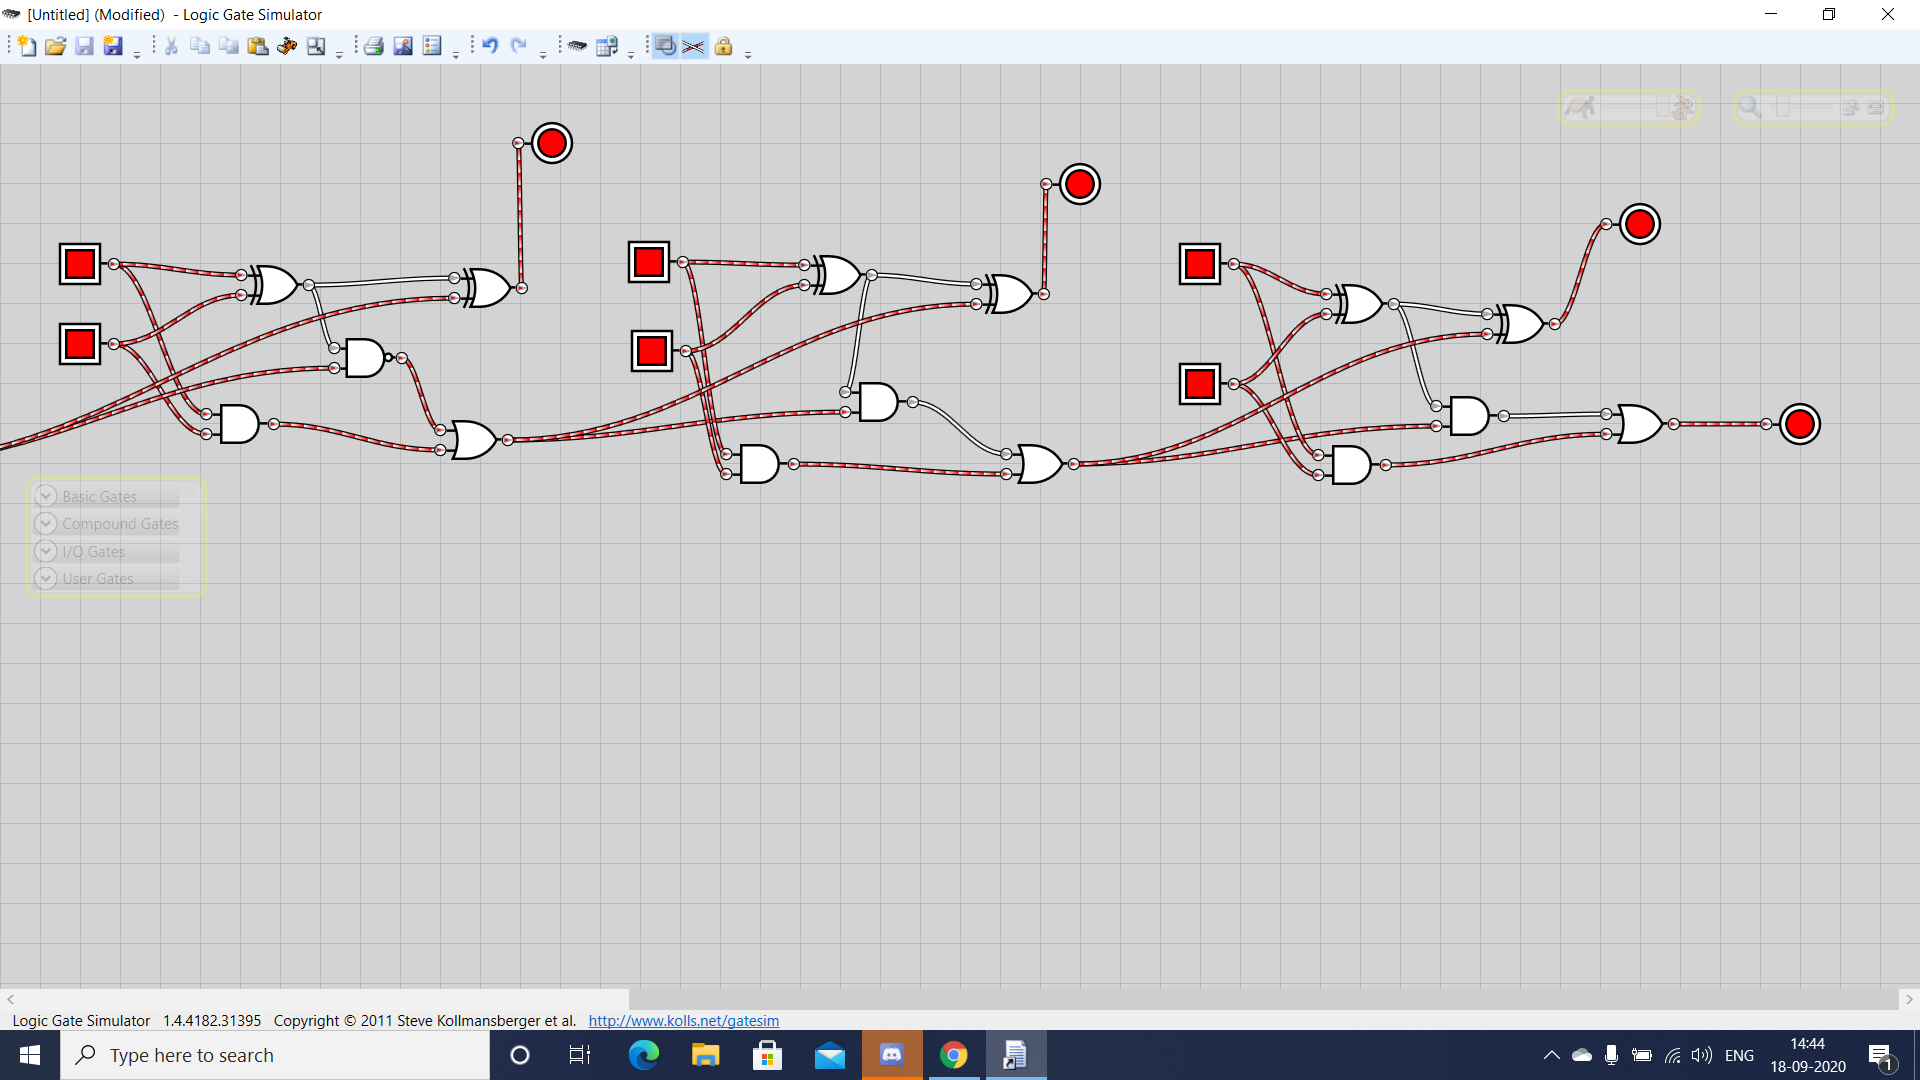 [Untitled] (Modified) - Logic Gate Simulator
Basic Gates
Compound Gates
I/O Gates
User Gates
Logic Gate Simulator 1.4.4182.31395 Copyright © 2011 Steve Kollmansberger et al. http://www.kolls.net/gatesim
Type here to search
ENG
14:44
18-09-2020
1